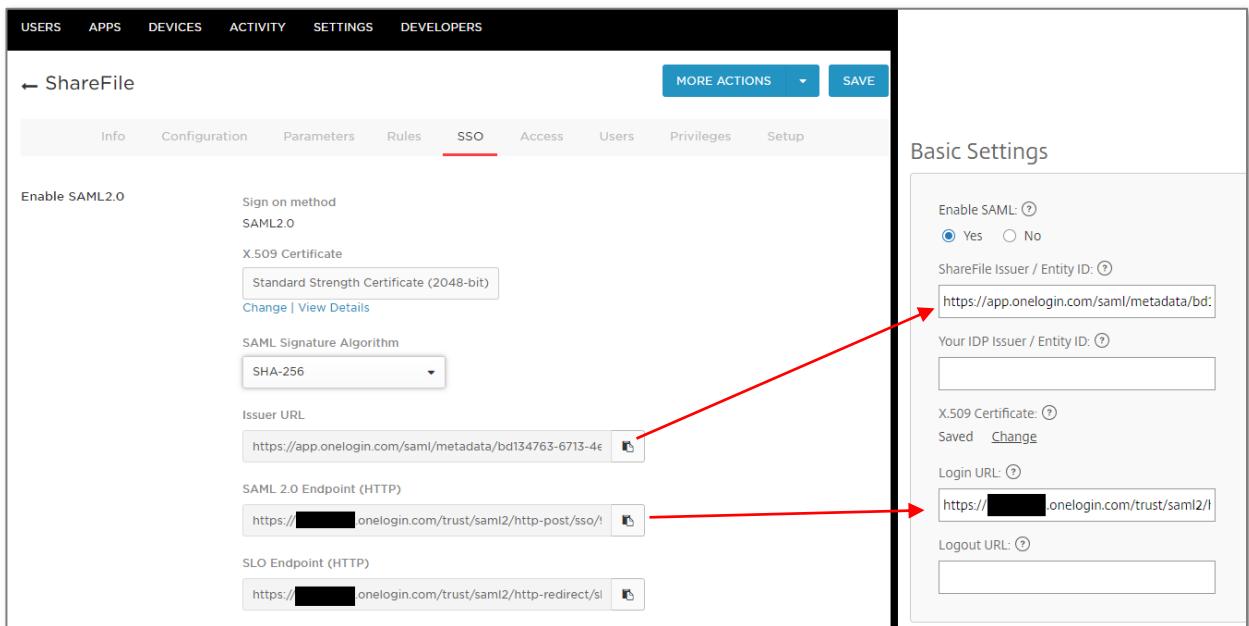 USERS APPS DEVICES ACTIVITY SETTINGS DEVELOPERS
← ShareFile
MORE ACTIONS SAVE
Info Configuration Parameters Rules SSO Access Users Privileges Setup
Enable SAML2.0
Sign on method
SAML2.0
X.509 Certificate
Standard Strength Certificate (2048-bit)
Change | View Details
SAML Signature Algorithm
SHA-256
Issuer URL
https://app.onelogin.com/saml/metadata/bd134763-6713-4e
SAML 2.0 Endpoint (HTTP)
https:// .onelogin.com/trust/saml2/http-post/sso/
SLO Endpoint (HTTP)
https:// .onelogin.com/trust/saml2/http-redirect/sl
Basic Settings
Enable SAML: ?
Yes No
ShareFile Issuer / Entity ID: ?
https://app.onelogin.com/saml/metadata/bd1
Your IDP Issuer / Entity ID: ?
X.509 Certificate: ?
Saved Change
Login URL: ?
https:// .onelogin.com/trust/saml2/
Logout URL: ?